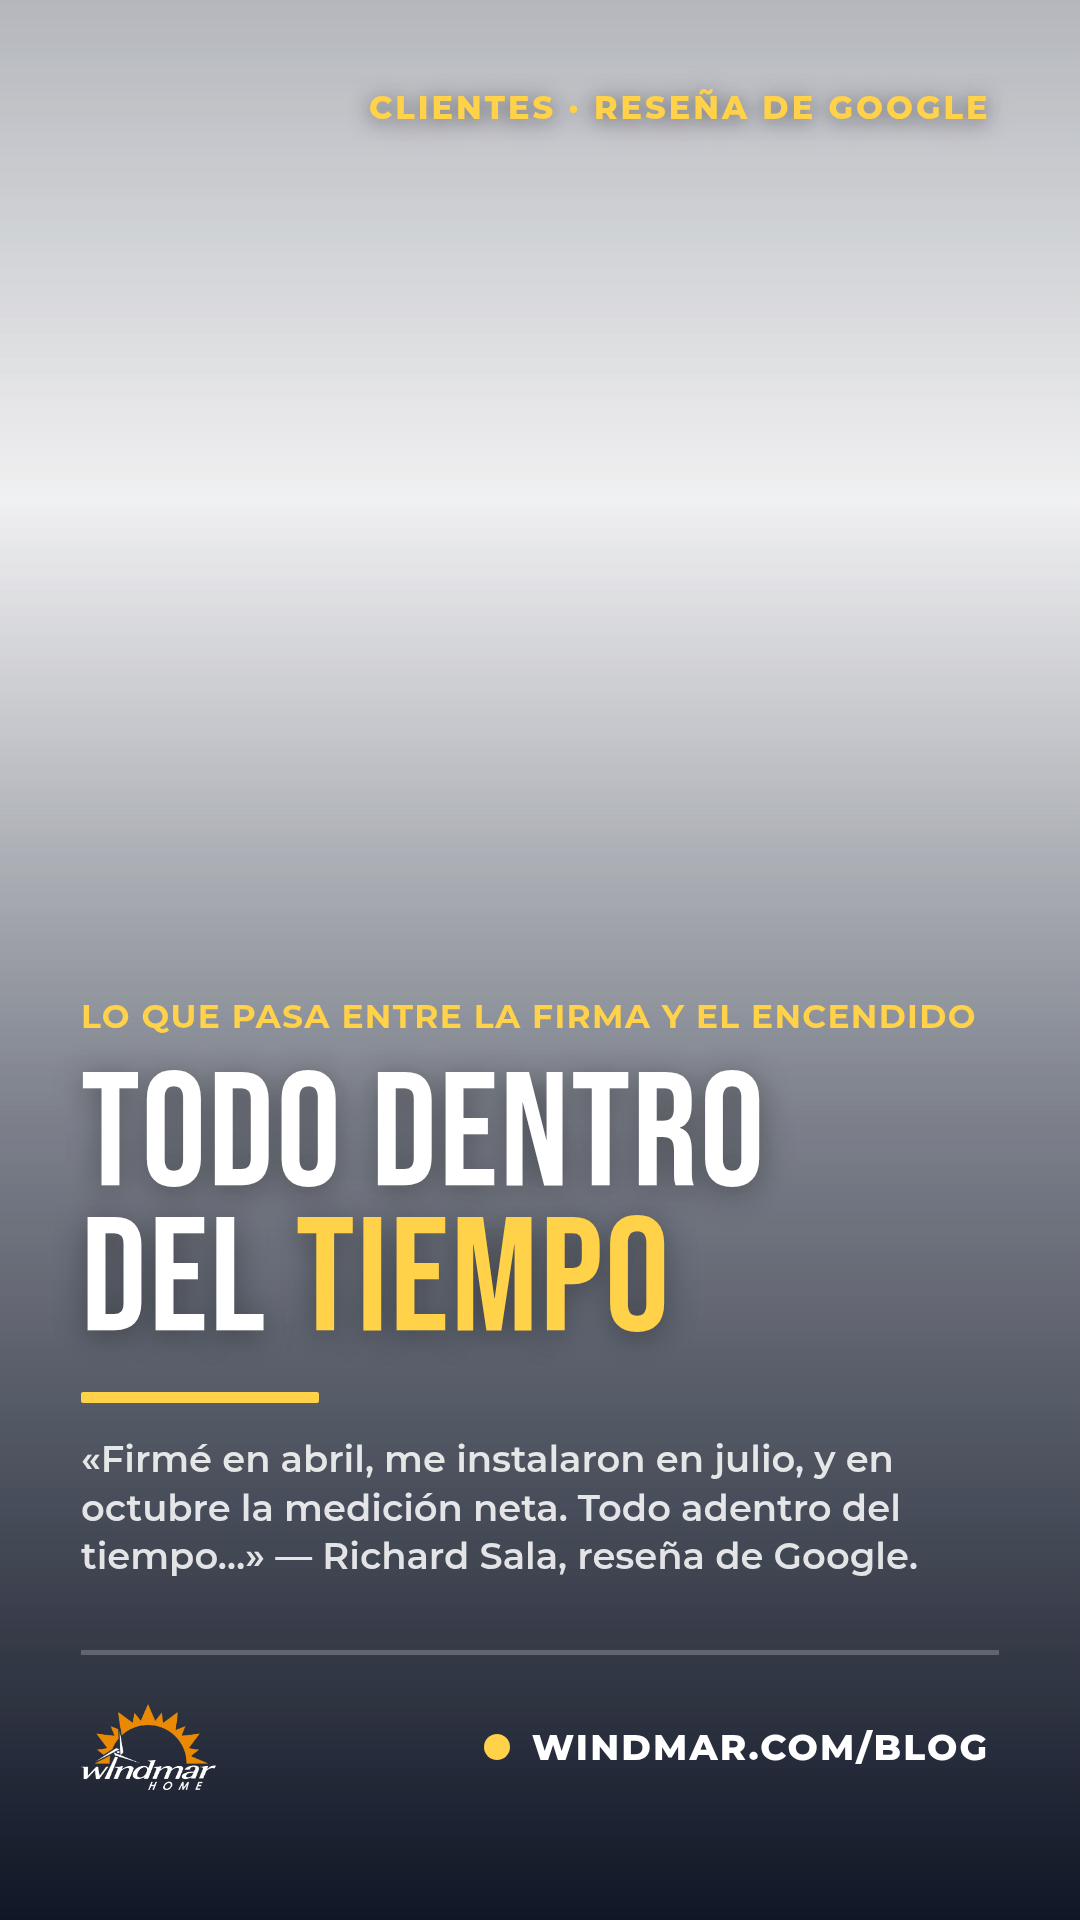 CLIENTES • RESEÑA DE GOOGLE
LO QUE PASA ENTRE LA FIRMA Y EL ENCENDIDO
TODO DENTRO
DEL TIEMPO
«Firmé en abril, me instalaron en julio, y en
octubre la medición neta. Todo adentro del
tiempo...» — Richard Sala, reseña de Google.
windmar
HOME
WINDMAR.COM/BLOG